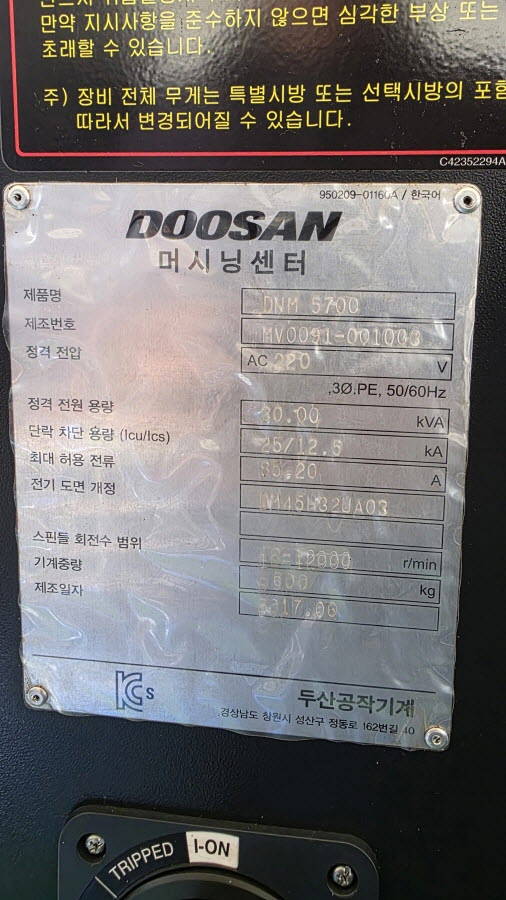 만약 지시사항을 준수하지 않으면 심각한 부상 또는
초래할 수 있습니다.
주) 장비 전체 무게는 특별시방 또는 선택시방의 포함
따라서 변경되어질 수 있습니다.
C42352294A
950209-01160A / 한국어
DOOSAN
머시닝센터
제품명 DNM 5700
제조번호 MV0091-001003
정격 전압 AC 220 V
,3Ø.PE, 50/60Hz
정격 전원 용량 30.00 kVA
단락 차단 용량 (Icu/Ics) 25/12.5 kA
최대 허용 전류 85.20 A
전기 도면 개정
스핀들 회전수 범위 r/min
기계중량 kg
제조일자
KCs
두산공작기계
경상남도 창원시 성산구 정동로 162번길 40
TRIPPED I-ON